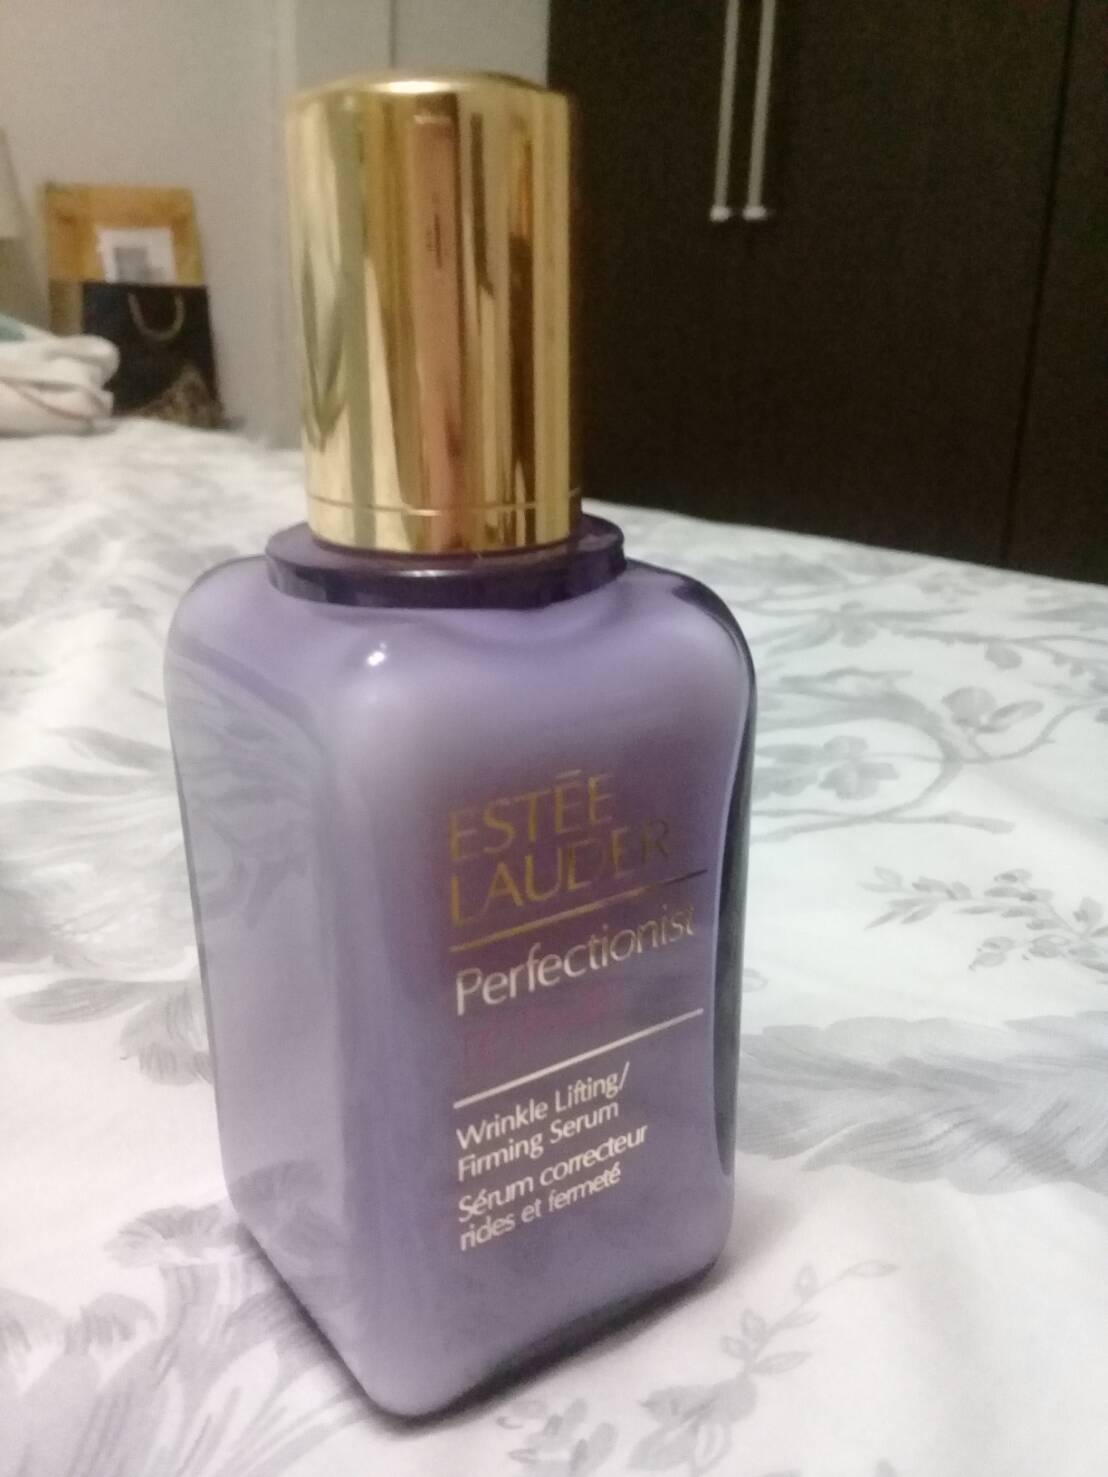 ESTĒE
LAUDER
Perfectionist
Wrinkle Lifting/
Firming Serum
Sérum correcteur
rides et fermeté